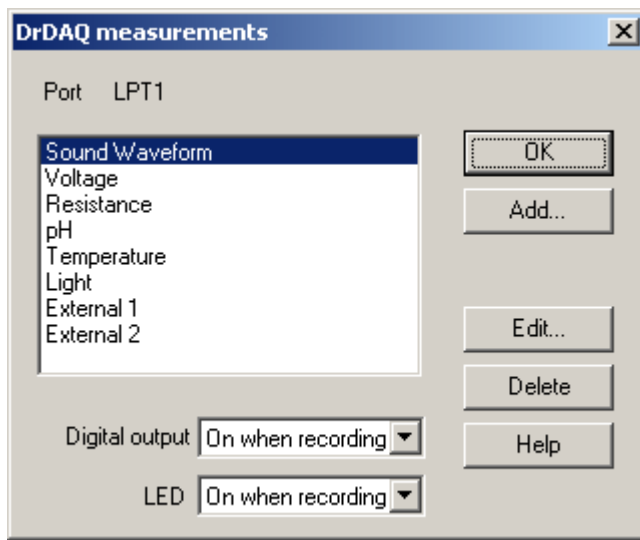 DrDAQ measurements
Port LPT1
Sound Waveform
Voltage
Resistance
pH
Temperature
Light
External 1
External 2
OK
Add...
Edit...
Delete
Help
Digital output On when recording
LED On when recording